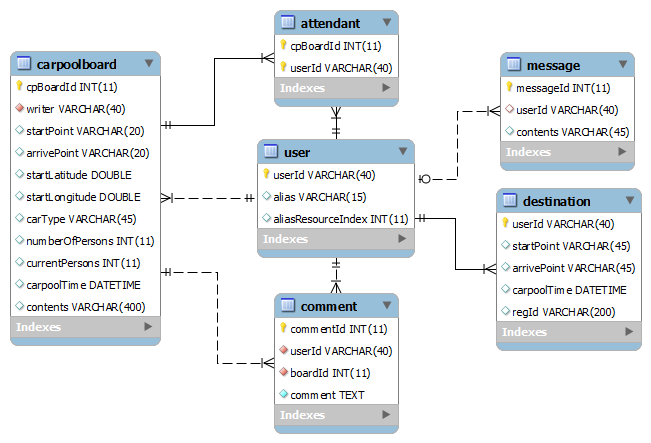 attendant
cpBoardId INT(11)
userId VARCHAR(40)
Indexes
carpoolboard
cpBoardId INT(11)
writer VARCHAR(40)
startPoint VARCHAR(20)
arrivePoint VARCHAR(20)
startLatitude DOUBLE
startLongitude DOUBLE
carType VARCHAR(45)
numberOfPersons INT(11)
currentPersons INT(11)
carpoolTime DATETIME
contents VARCHAR(400)
Indexes
message
messageId INT(11)
userId VARCHAR(40)
contents VARCHAR(45)
Indexes
user
userId VARCHAR(40)
alias VARCHAR(15)
aliasResourceIndex INT(11)
Indexes
destination
userId VARCHAR(40)
startPoint VARCHAR(45)
arrivePoint VARCHAR(45)
carpoolTime DATETIME
regId VARCHAR(200)
Indexes
comment
commentId INT(11)
userId VARCHAR(40)
boardId INT(11)
comment TEXT
Indexes